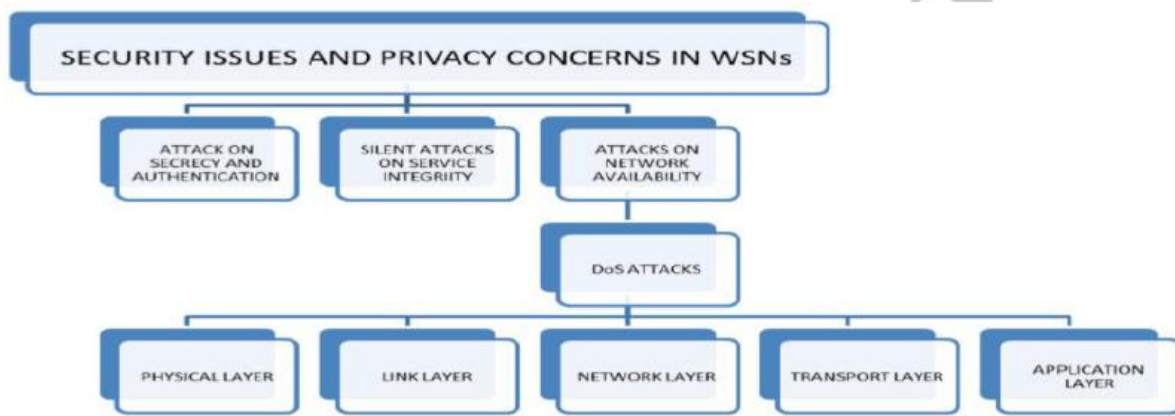 SECURITY ISSUES AND PRIVACY CONCERNS IN WSNs
ATTACK ON
SECRECY AND
AUTHENTICATION
SILENT ATTACKS
ON SERVICE
INTEGRIITY
ATTACKS ON
NETWORK
AVAILABILITY
DoS ATTACKS
PHYSICAL LAYER
LINK LAYER
NETWORK LAYER
TRANSPORT LAYER
APPLICATION
LAYER